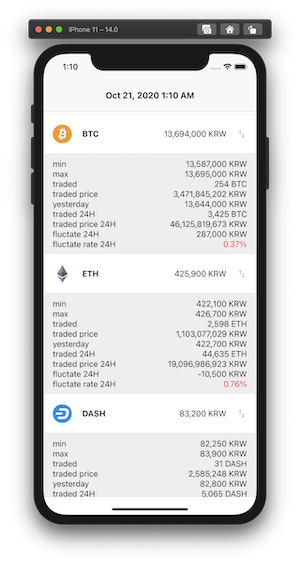 iPhone 11 – 14.0
1:10
Oct 21, 2020 1:10 AM
BTC 13,694,000 KRW
min 13,587,000 KRW
max 13,695,000 KRW
traded 254 BTC
traded price 3,471,845,202 KRW
yesterday 13,644,000 KRW
traded 24H 3,425 BTC
traded price 24H 46,125,819,673 KRW
fluctate 24H 287,000 KRW
fluctate rate 24H 0.37%
ETH 425,900 KRW
min 422,100 KRW
max 426,700 KRW
traded 2,598 ETH
traded price 1,103,077,029 KRW
yesterday 422,700 KRW
traded 24H 44,635 ETH
traded price 24H 19,096,986,923 KRW
fluctate 24H -10,500 KRW
fluctate rate 24H 0.76%
DASH 83,200 KRW
min 82,250 KRW
max 83,900 KRW
traded 31 DASH
traded price 2,585,248 KRW
yesterday 82,800 KRW
traded 24H 5,065 DASH